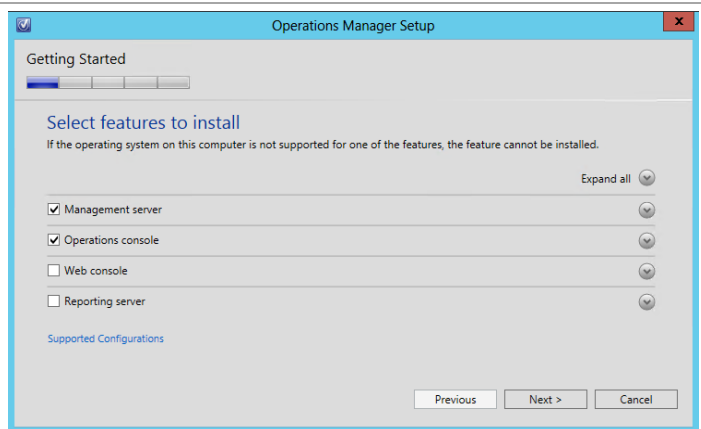 Operations Manager Setup
x
Getting Started
Select features to install
If the operating system on this computer is not supported for one of the features, the feature cannot be installed.
Expand all
Management server
Operations console
Web console
Reporting server
Supported Configurations
Previous Next > Cancel